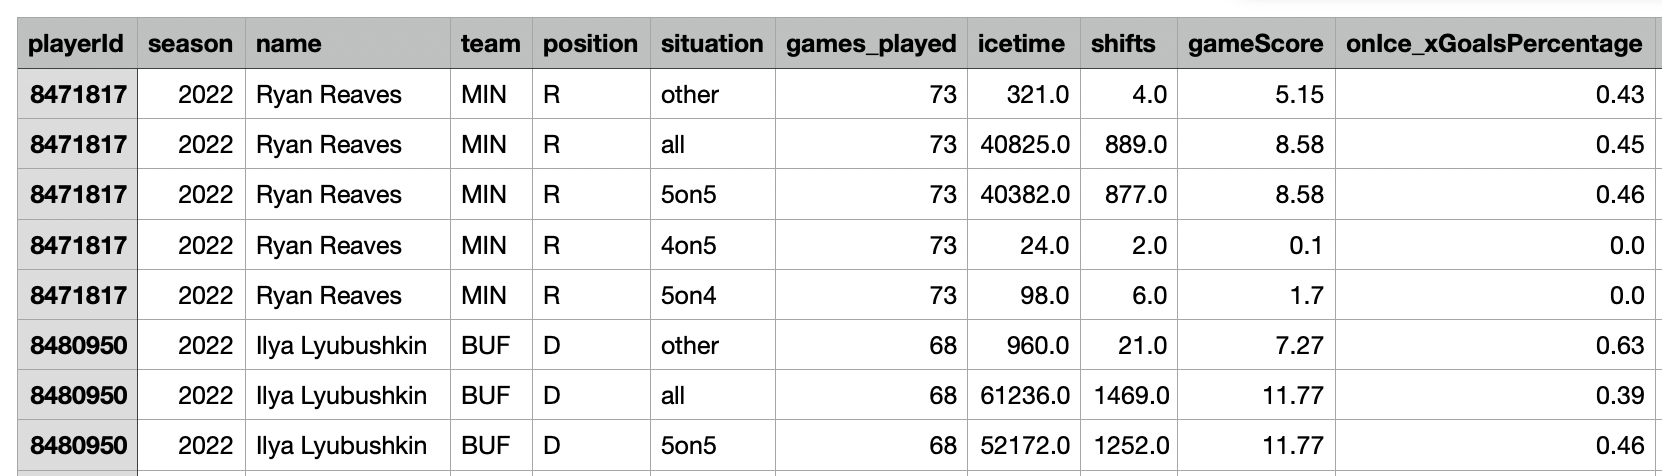 playerId season name team position situation games_played icetime shifts gameScore onIce_xGoalsPercentage
8471817 2022 Ryan Reaves MIN R other 73 321.0 4.0 5.15 0.43
8471817 2022 Ryan Reaves MIN R all 73 40825.0 889.0 8.58 0.45
8471817 2022 Ryan Reaves MIN R 5on5 73 40382.0 877.0 8.58 0.46
8471817 2022 Ryan Reaves MIN R 4on5 73 24.0 2.0 0.1 0.0
8471817 2022 Ryan Reaves MIN R 5on4 73 98.0 6.0 1.7 0.0
8480950 2022 Ilya Lyubushkin BUF D other 68 960.0 21.0 7.27 0.63
8480950 2022 Ilya Lyubushkin BUF D all 68 61236.0 1469.0 11.77 0.39
8480950 2022 Ilya Lyubushkin BUF D 5on5 68 52172.0 1252.0 11.77 0.46